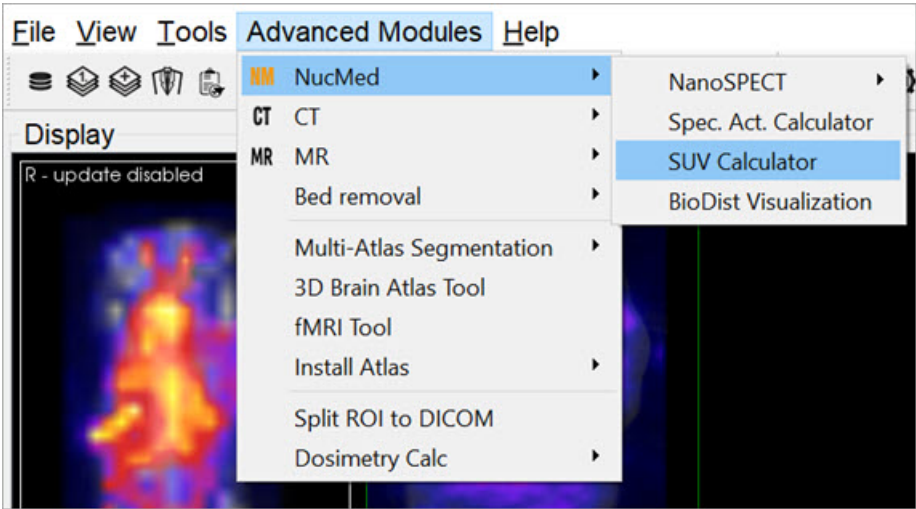 File View Tools Advanced Modules Help
NM NucMed
CT CT
MR MR
Bed removal
Multi-Atlas Segmentation
3D Brain Atlas Tool
fMRI Tool
Install Atlas
Split ROI to DICOM
Dosimetry Calc
NanoSPECT
Spec. Act. Calculator
SUV Calculator
BioDist Visualization
1
Display
R - update disabled